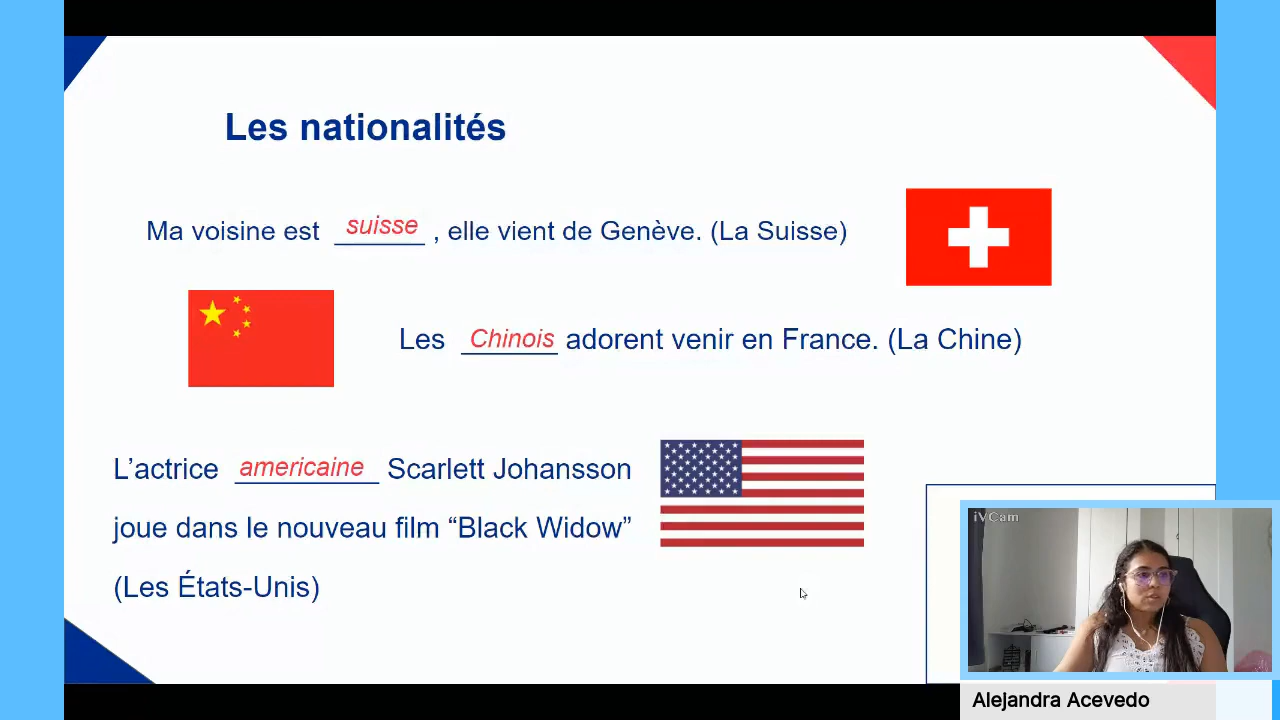 Les nationalités
Ma voisine est suisse , elle vient de Genève. (La Suisse)
Les Chinois adorent venir en France. (La Chine)
L’actrice americaine Scarlett Johansson
joue dans le nouveau film “Black Widow”
(Les États-Unis)
iVCam
Alejandra Acevedo